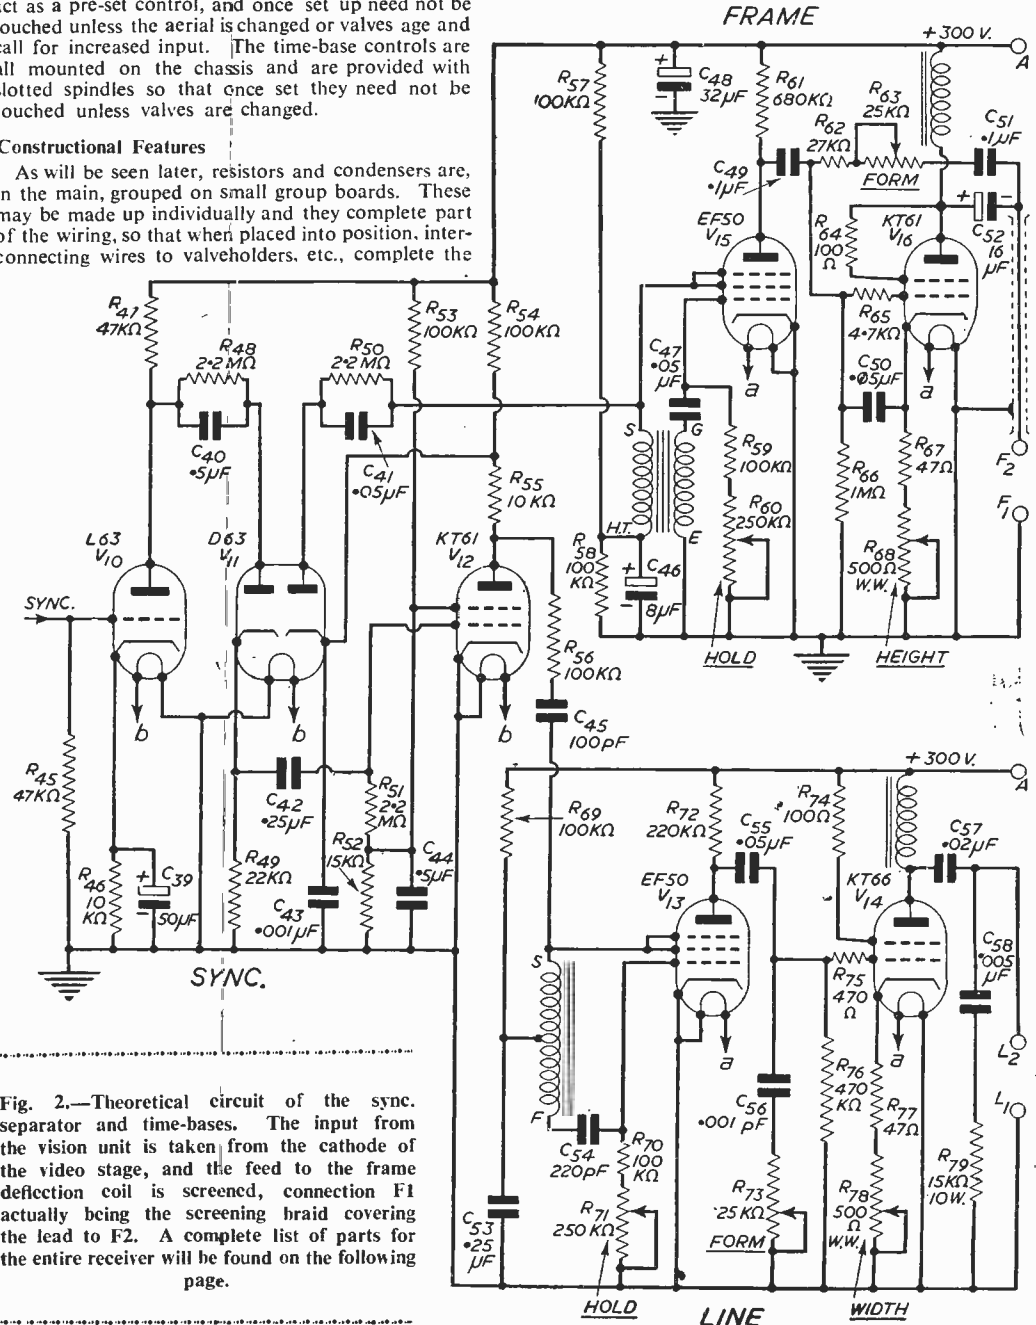 act as a pre-set control, and once set up need not be
touched unless the aerial is changed or valves age and
call for increased input. The time-base controls are
all mounted on the chassis and are provided with
slotted spindles so that once set they need not be
touched unless valves are changed.
Constructional Features
As will be seen later, resistors and condensers are,
in the main, grouped on small group boards. These
may be made up individually and they complete part
of the wiring, so that when placed into position, inter-
connecting wires to valveholders, etc., complete the
FRAME
+300 V.
A
R57
100KΩ
C48
32µF
R61
680KΩ
R62
27KΩ
R63
25KΩ
FORM
C51
·1µF
C49
·1µF
EF50
V15
R64
100
Ω
KT61
V16
C52
16
µF
R65
4·7KΩ
R47
47KΩ
R48
2·2MΩ
C40
·5µF
R50
2·2MΩ
C41
·05µF
R53
100KΩ
R54
100KΩ
C47
·05
µF
a
C50
·05µF
a
S
G
R59
100KΩ
R60
250KΩ
R66
1MΩ
R67
47Ω
F2
F1
R55
10KΩ
H.T.
E
R58
100
KΩ
C46
8µF
R68
500Ω
W.W.
HOLD
HEIGHT
L63
V10
D63
V11
KT61
V12
SYNC.
b
b
b
R56
100KΩ
C45
100pF
R45
47KΩ
R46
10
KΩ
C39
50µF
C42
·25µF
R49
22KΩ
C43
·001µF
R51
2·2
MΩ
R52
15KΩ
C44
·5µF
SYNC.
+300V.
A
R69
100KΩ
R72
220KΩ
C55
·05µF
R74
100Ω
C57
·02µF
EF50
V13
KT66
V14
C58
·005
µF
S
R75
470
Ω
a
a
L2
L1
F
C54
220pF
C56
·001 pF
R76
470
KΩ
R77
47Ω
R70
100
KΩ
R71
250KΩ
R73
25KΩ
FORM
R78
500
Ω
W.W.
R79
15KΩ
10W.
C53
·25
µF
HOLD
LINE
WIDTH
Fig. 2.—Theoretical circuit of the sync.
separator and time-bases. The input from
the vision unit is taken from the cathode of
the video stage, and the feed to the frame
deflection coil is screened, connection F1
actually being the screening braid covering
the lead to F2. A complete list of parts for
the entire receiver will be found on the following
page.